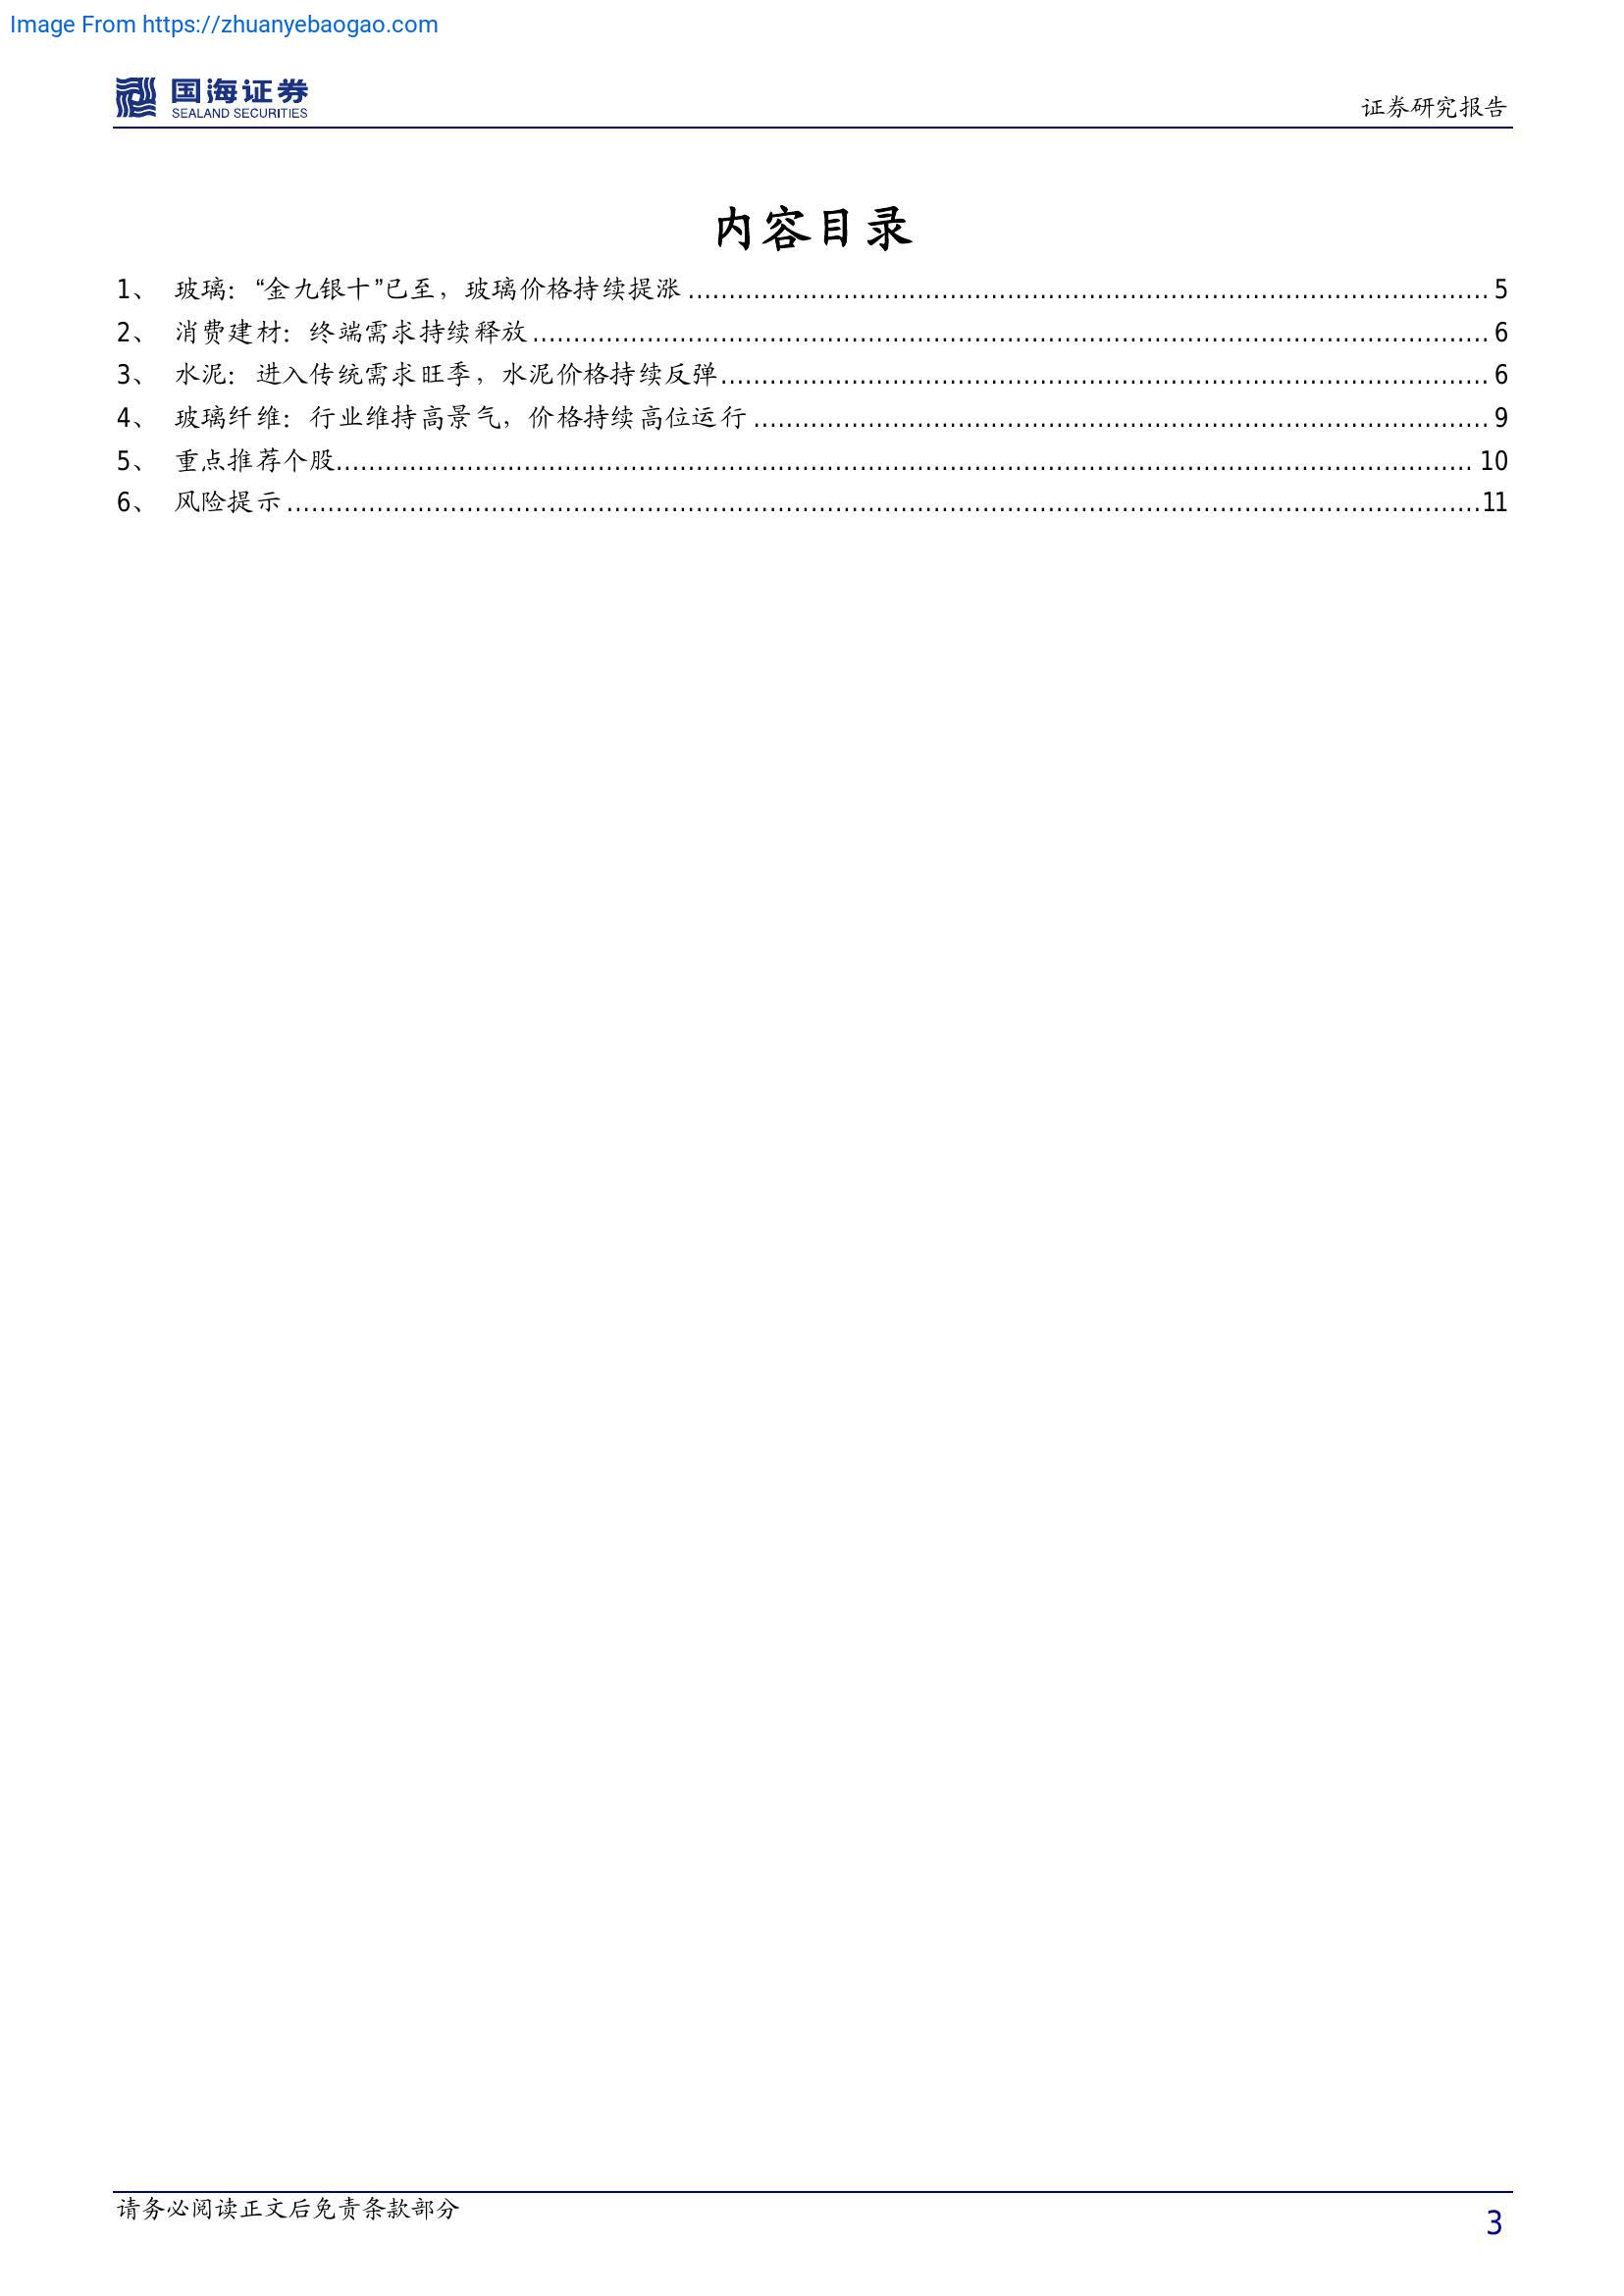 Image From https://zhuanyebaogao.com
国海证券
SEALAND SECURITIES
证券研究报告
内容目录
1、 玻璃：“金九银十”已至，玻璃价格持续提涨 5
2、 消费建材：终端需求持续释放 6
3、 水泥：进入传统需求旺季，水泥价格持续反弹 6
4、 玻璃纤维：行业维持高景气，价格持续高位运行 9
5、 重点推荐个股 10
6、 风险提示 11
请务必阅读正文后免责条款部分
3